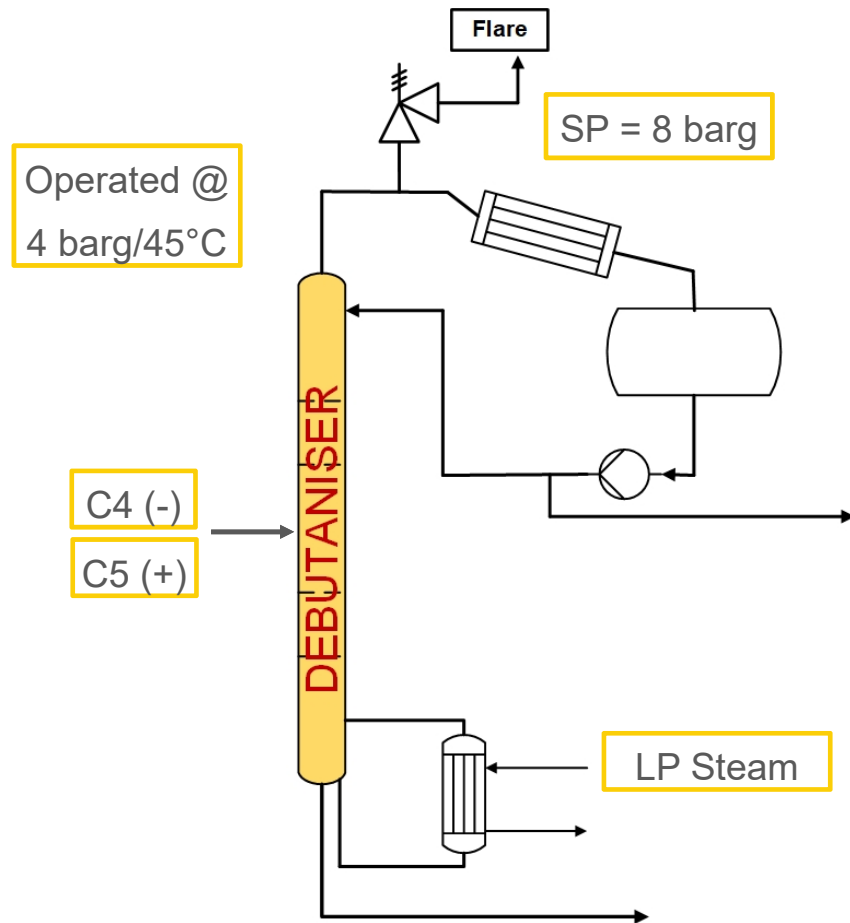 Flare
SP = 8 barg
Operated @
4 barg/45°C
DEBUTANISER
C4 (-)
C5 (+)
LP Steam